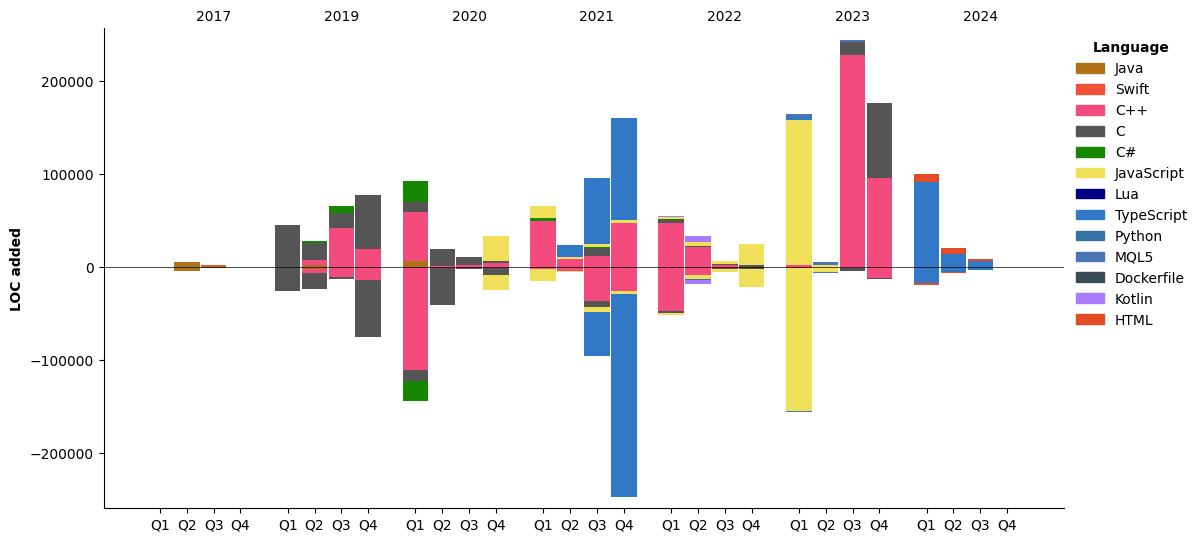 2017 2019 2020 2021 2022 2023 2024
Language
Java
Swift
C++
C
C#
JavaScript
Lua
TypeScript
Python
MQL5
Dockerfile
Kotlin
HTML
LOC added
200000
100000
0
−100000
−200000
Q1 Q2 Q3 Q4 Q1 Q2 Q3 Q4 Q1 Q2 Q3 Q4 Q1 Q2 Q3 Q4 Q1 Q2 Q3 Q4 Q1 Q2 Q3 Q4 Q1 Q2 Q3 Q4